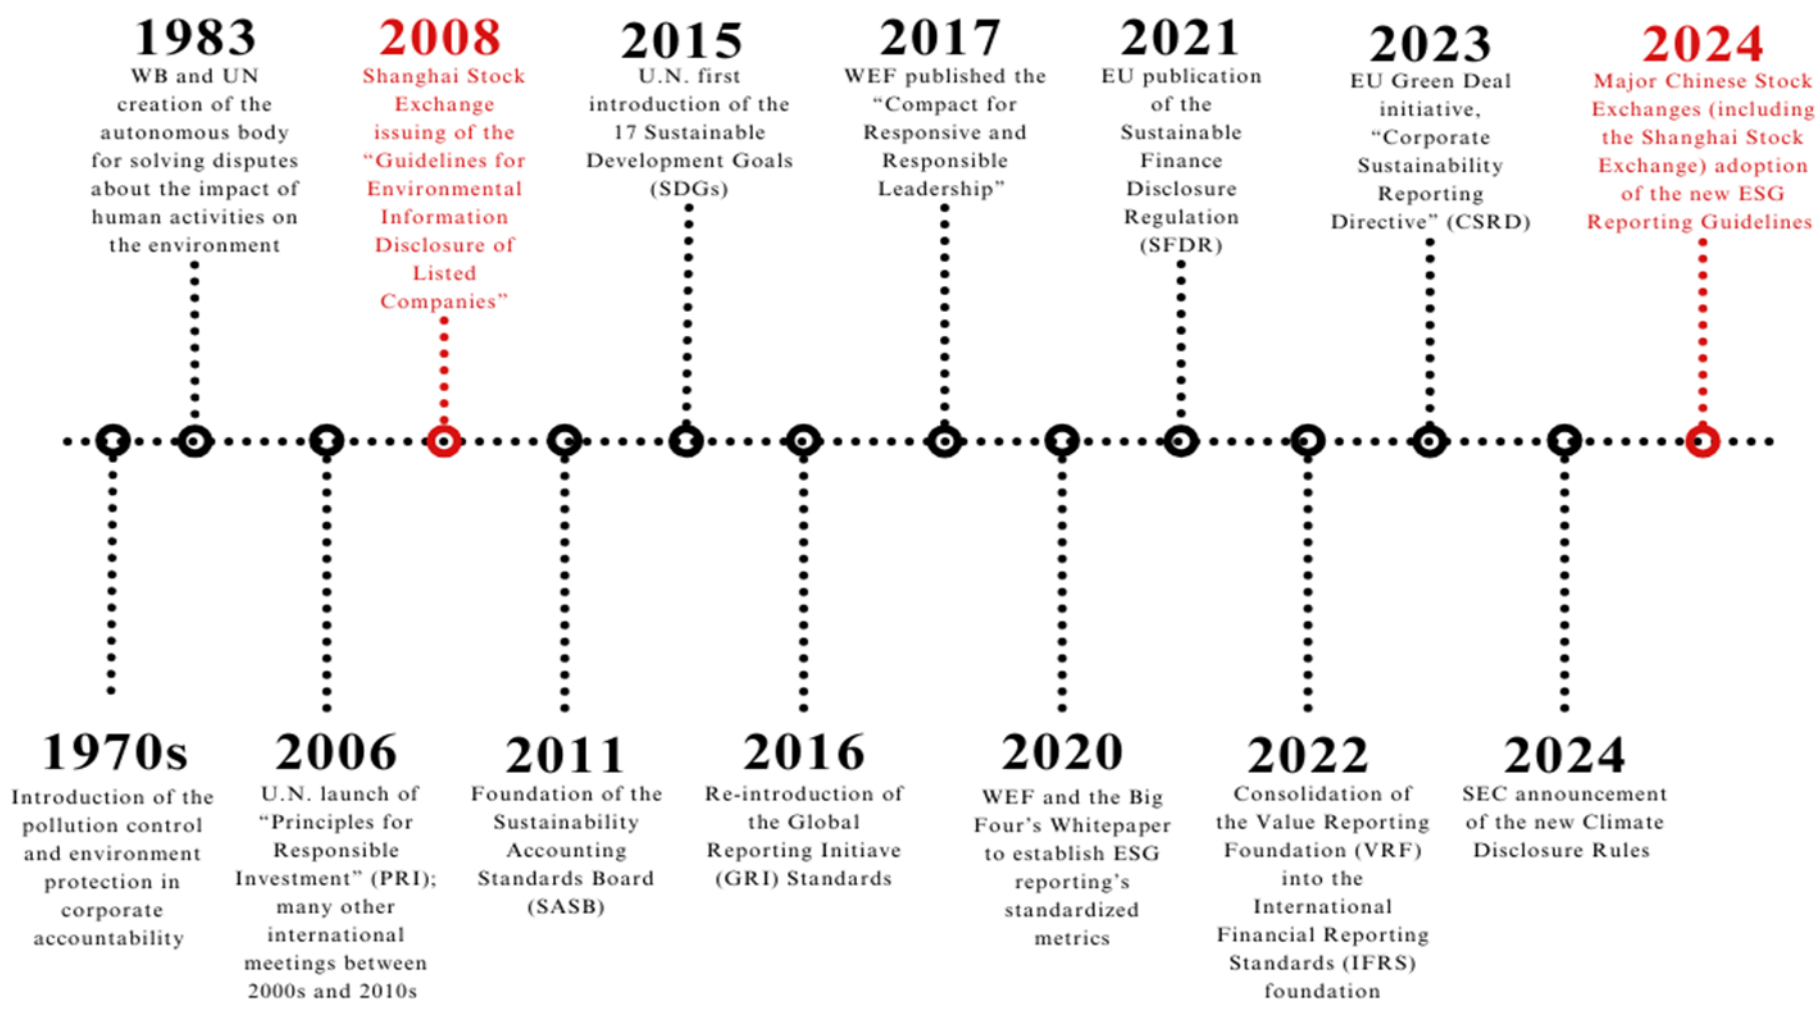 1983
WB and UN
creation of the
autonomous body
for solving disputes
about the impact of
human activities on
the environment
2008
Shanghai Stock
Exchange
issuing of the
“Guidelines for
Environmental
Information
Disclosure of
Listed
Companies”
2015
U.N. first
introduction of the
17 Sustainable
Development Goals
(SDGs)
2017
WEF published the
“Compact for
Responsive and
Responsible
Leadership”
2021
EU publication
of the
Sustainable
Finance
Disclosure
Regulation
(SFDR)
2023
EU Green Deal
initiative,
“Corporate
Sustainability
Reporting
Directive” (CSRD)
2024
Major Chinese Stock
Exchanges (including
the Shanghai Stock
Exchange) adoption
of the new ESG
Reporting Guidelines
1970s
Introduction of the
pollution control
and environment
protection in
corporate
accountability
2006
U.N. launch of
“Principles for
Responsible
Investment” (PRI);
many other
international
meetings between
2000s and 2010s
2011
Foundation of the
Sustainability
Accounting
Standards Board
(SASB)
2016
Re-introduction of
the Global
Reporting Initiave
(GRI) Standards
2020
WEF and the Big
Four’s Whitepaper
to establish ESG
reporting’s
standardized
metrics
2022
Consolidation of
the Value Reporting
Foundation (VRF)
into the
International
Financial Reporting
Standards (IFRS)
foundation
2024
SEC announcement
of the new Climate
Disclosure Rules